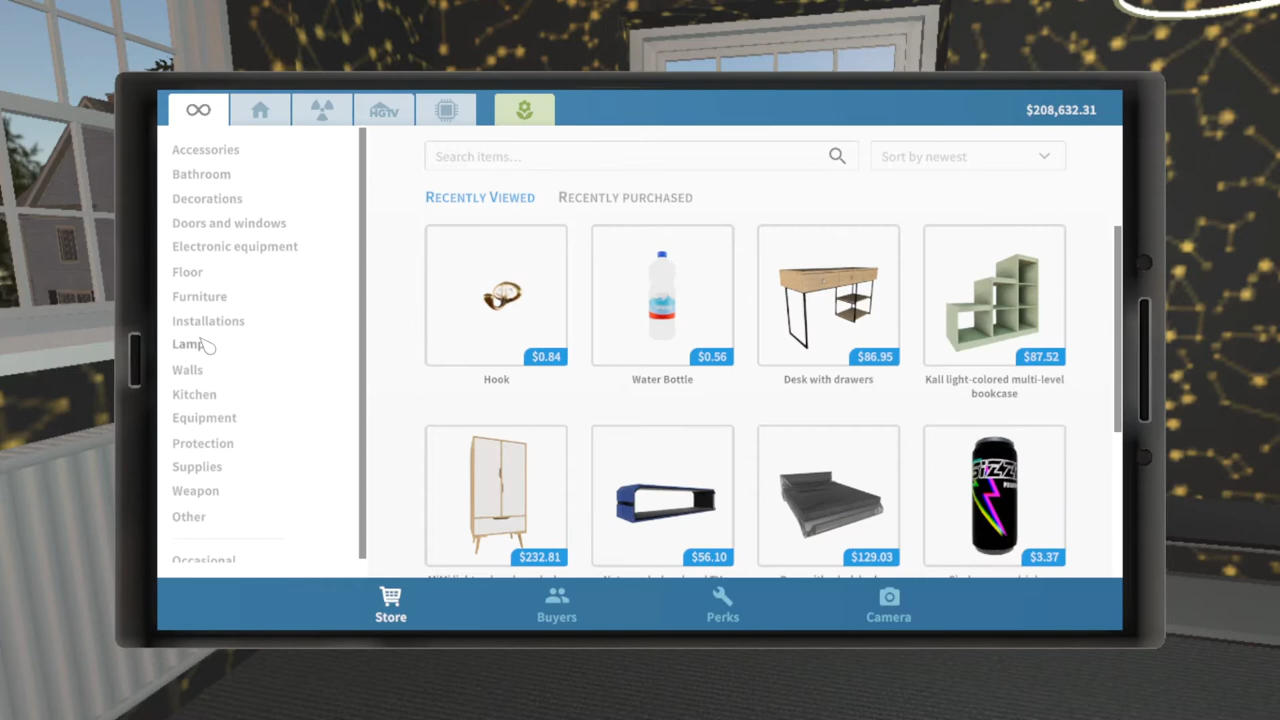 HGTV
$208,632.31
Accessories
Bathroom
Decorations
Doors and windows
Electronic equipment
Floor
Furniture
Installations
Lamp
Walls
Kitchen
Equipment
Protection
Supplies
Weapon
Other
Occasional
Search items...
Sort by newest
RECENTLY VIEWED
RECENTLY PURCHASED
$0.84
$0.56
$86.95
$87.52
Hook
Water Bottle
Desk with drawers
Kall light-colored multi-level
bookcase
$232.81
$56.10
$129.03
$3.37
Store
Buyers
Perks
Camera